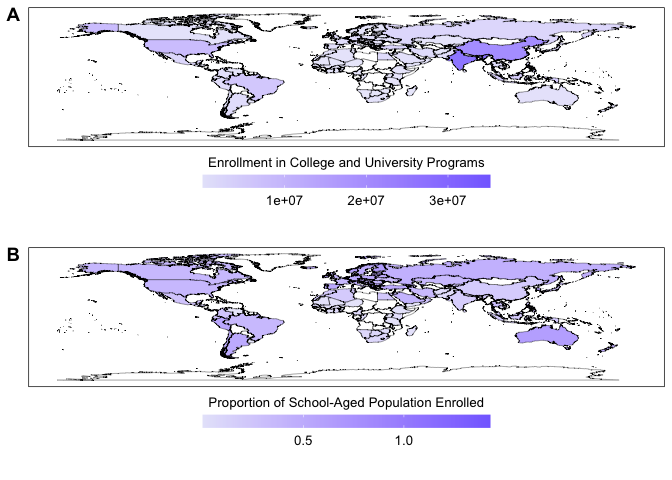 A
Enrollment in College and University Programs
1e+07 2e+07 3e+07
B
Proportion of School-Aged Population Enrolled
0.5 1.0